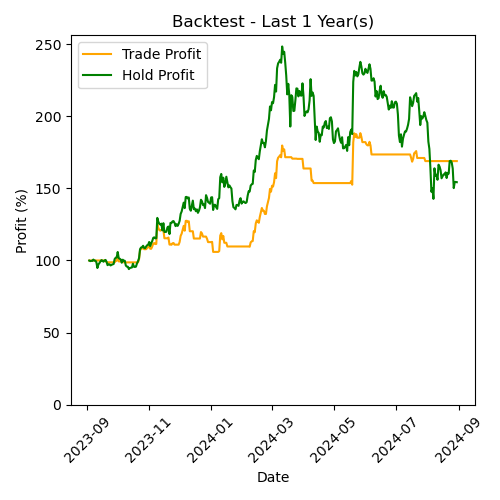 Backtest - Last 1 Year(s)
Trade Profit
Hold Profit
Profit (%)
250
200
150
100
50
0
2023-09
2023-11
2024-01
2024-03
2024-05
2024-07
2024-09
Date